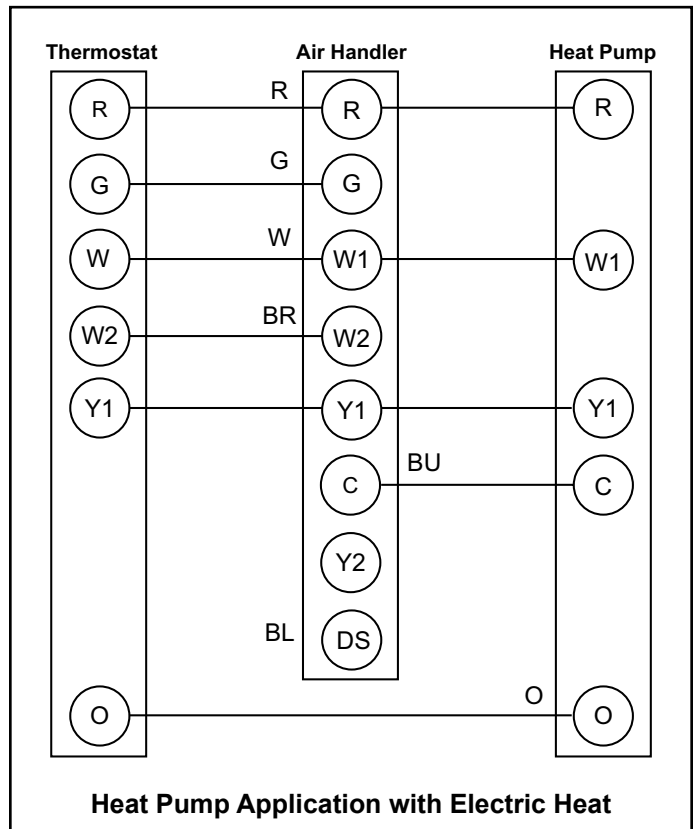 Thermostat Air Handler Heat Pump
R R R R
G G G
W W W1 W1
W2 BR W2
Y1 Y1 Y1
C BU C
Y2
BL DS
O O O
Heat Pump Application with Electric Heat